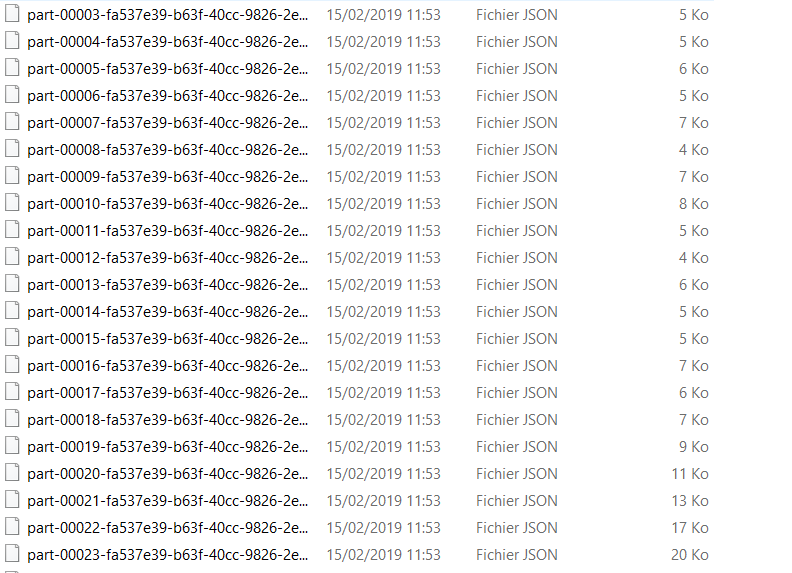 part-00003-fa537e39-b63f-40cc-9826-2e... 15/02/2019 11:53 Fichier JSON 5 Ko
part-00004-fa537e39-b63f-40cc-9826-2e... 15/02/2019 11:53 Fichier JSON 5 Ko
part-00005-fa537e39-b63f-40cc-9826-2e... 15/02/2019 11:53 Fichier JSON 6 Ko
part-00006-fa537e39-b63f-40cc-9826-2e... 15/02/2019 11:53 Fichier JSON 5 Ko
part-00007-fa537e39-b63f-40cc-9826-2e... 15/02/2019 11:53 Fichier JSON 7 Ko
part-00008-fa537e39-b63f-40cc-9826-2e... 15/02/2019 11:53 Fichier JSON 4 Ko
part-00009-fa537e39-b63f-40cc-9826-2e... 15/02/2019 11:53 Fichier JSON 7 Ko
part-00010-fa537e39-b63f-40cc-9826-2e... 15/02/2019 11:53 Fichier JSON 8 Ko
part-00011-fa537e39-b63f-40cc-9826-2e... 15/02/2019 11:53 Fichier JSON 5 Ko
part-00012-fa537e39-b63f-40cc-9826-2e... 15/02/2019 11:53 Fichier JSON 4 Ko
part-00013-fa537e39-b63f-40cc-9826-2e... 15/02/2019 11:53 Fichier JSON 6 Ko
part-00014-fa537e39-b63f-40cc-9826-2e... 15/02/2019 11:53 Fichier JSON 5 Ko
part-00015-fa537e39-b63f-40cc-9826-2e... 15/02/2019 11:53 Fichier JSON 5 Ko
part-00016-fa537e39-b63f-40cc-9826-2e... 15/02/2019 11:53 Fichier JSON 7 Ko
part-00017-fa537e39-b63f-40cc-9826-2e... 15/02/2019 11:53 Fichier JSON 6 Ko
part-00018-fa537e39-b63f-40cc-9826-2e... 15/02/2019 11:53 Fichier JSON 7 Ko
part-00019-fa537e39-b63f-40cc-9826-2e... 15/02/2019 11:53 Fichier JSON 9 Ko
part-00020-fa537e39-b63f-40cc-9826-2e... 15/02/2019 11:53 Fichier JSON 11 Ko
part-00021-fa537e39-b63f-40cc-9826-2e... 15/02/2019 11:53 Fichier JSON 13 Ko
part-00022-fa537e39-b63f-40cc-9826-2e... 15/02/2019 11:53 Fichier JSON 17 Ko
part-00023-fa537e39-b63f-40cc-9826-2e... 15/02/2019 11:53 Fichier JSON 20 Ko